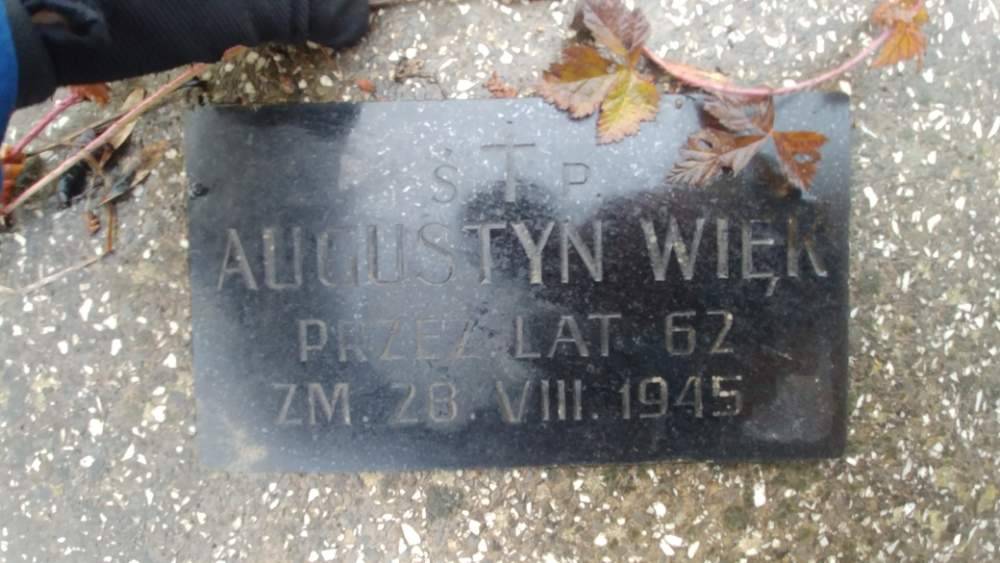 Ś P.
AUGUSTYN WIĘK
PRZEŻ. LAT 62
ZM. 28. VIII. 1945